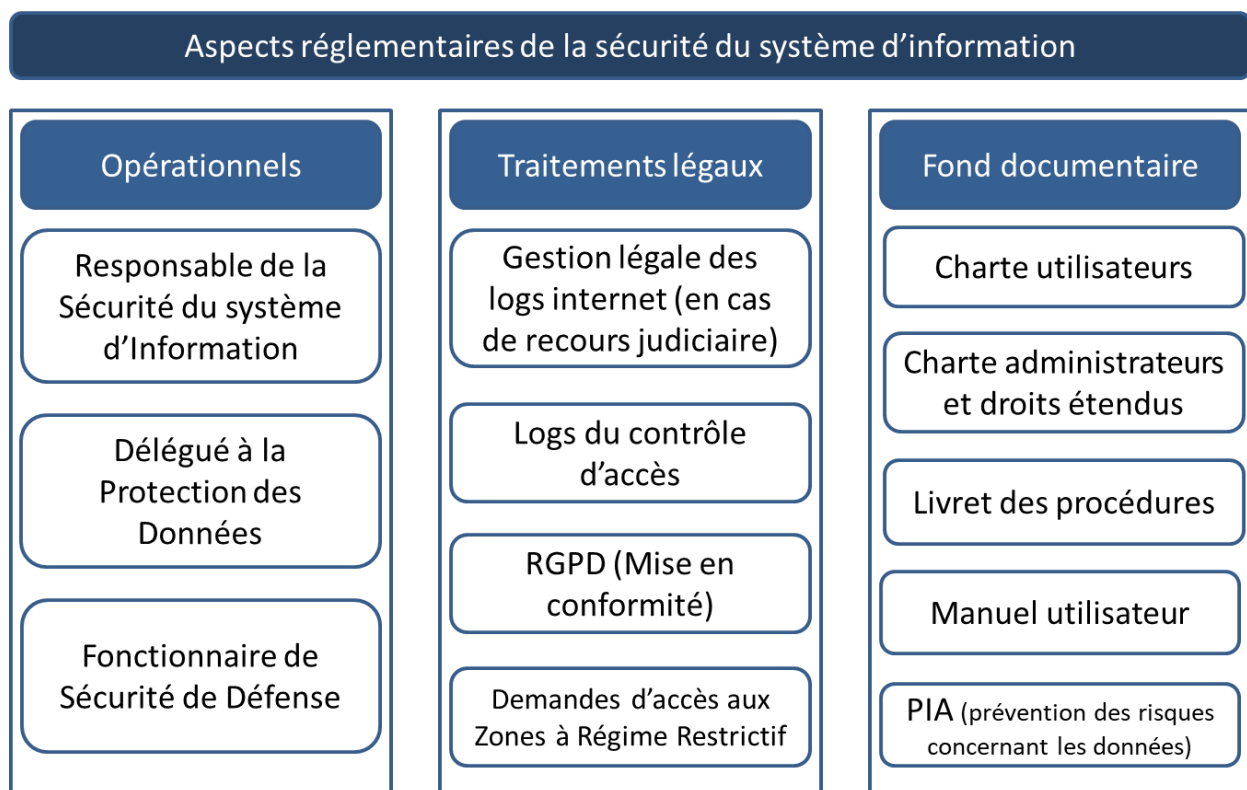 Aspects réglementaires de la sécurité du système d’information
Opérationnels
Responsable de la
Sécurité du système
d’Information
Délégué à la
Protection des
Données
Fonctionnaire de
Sécurité de Défense
Traitements légaux
Gestion légale des
logs internet (en cas
de recours judiciaire)
Logs du contrôle
d’accès
RGPD (Mise en
conformité)
Demandes d’accès aux
Zones à Régime Restrictif
Fond documentaire
Charte utilisateurs
Charte administrateurs
et droits étendus
Livret des procédures
Manuel utilisateur
PIA (prévention des risques
concernant les données)